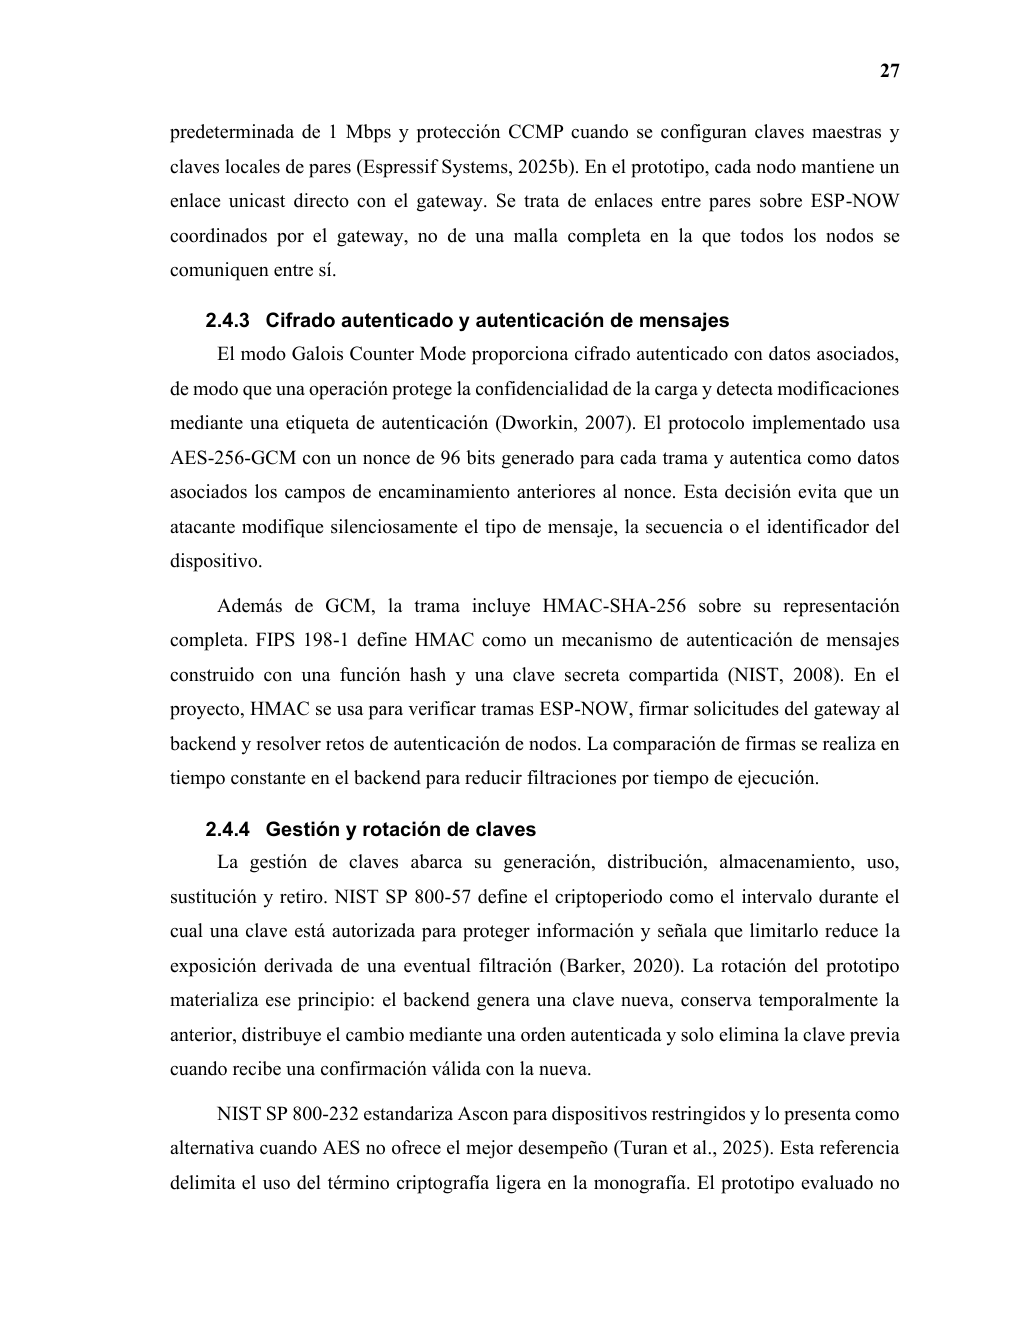 27
predeterminada de 1 Mbps y protección CCMP cuando se configuran claves maestras y
claves locales de pares (Espressif Systems, 2025b). En el prototipo, cada nodo mantiene un
enlace unicast directo con el gateway. Se trata de enlaces entre pares sobre ESP-NOW
coordinados por el gateway, no de una malla completa en la que todos los nodos se
comuniquen entre sí.
2.4.3 Cifrado autenticado y autenticación de mensajes
El modo Galois Counter Mode proporciona cifrado autenticado con datos asociados,
de modo que una operación protege la confidencialidad de la carga y detecta modificaciones
mediante una etiqueta de autenticación (Dworkin, 2007). El protocolo implementado usa
AES-256-GCM con un nonce de 96 bits generado para cada trama y autentica como datos
asociados los campos de encaminamiento anteriores al nonce. Esta decisión evita que un
atacante modifique silenciosamente el tipo de mensaje, la secuencia o el identificador del
dispositivo.
Además de GCM, la trama incluye HMAC-SHA-256 sobre su representación
completa. FIPS 198-1 define HMAC como un mecanismo de autenticación de mensajes
construido con una función hash y una clave secreta compartida (NIST, 2008). En el
proyecto, HMAC se usa para verificar tramas ESP-NOW, firmar solicitudes del gateway al
backend y resolver retos de autenticación de nodos. La comparación de firmas se realiza en
tiempo constante en el backend para reducir filtraciones por tiempo de ejecución.
2.4.4 Gestión y rotación de claves
La gestión de claves abarca su generación, distribución, almacenamiento, uso,
sustitución y retiro. NIST SP 800-57 define el criptoperiodo como el intervalo durante el
cual una clave está autorizada para proteger información y señala que limitarlo reduce la
exposición derivada de una eventual filtración (Barker, 2020). La rotación del prototipo
materializa ese principio: el backend genera una clave nueva, conserva temporalmente la
anterior, distribuye el cambio mediante una orden autenticada y solo elimina la clave previa
cuando recibe una confirmación válida con la nueva.
NIST SP 800-232 estandariza Ascon para dispositivos restringidos y lo presenta como
alternativa cuando AES no ofrece el mejor desempeño (Turan et al., 2025). Esta referencia
delimita el uso del término criptografía ligera en la monografía. El prototipo evaluado no